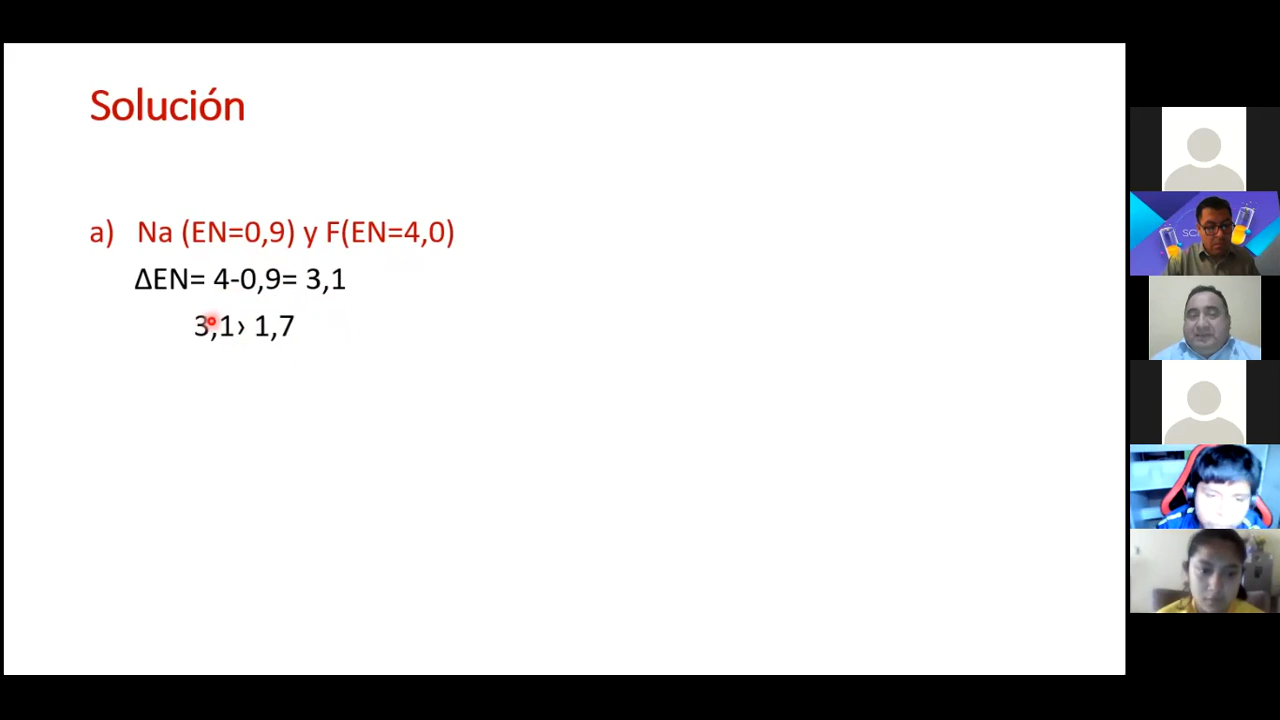 Solución
a) Na (EN=0,9) y F(EN=4,0)
ΔEN= 4-0,9= 3,1
3,1› 1,7